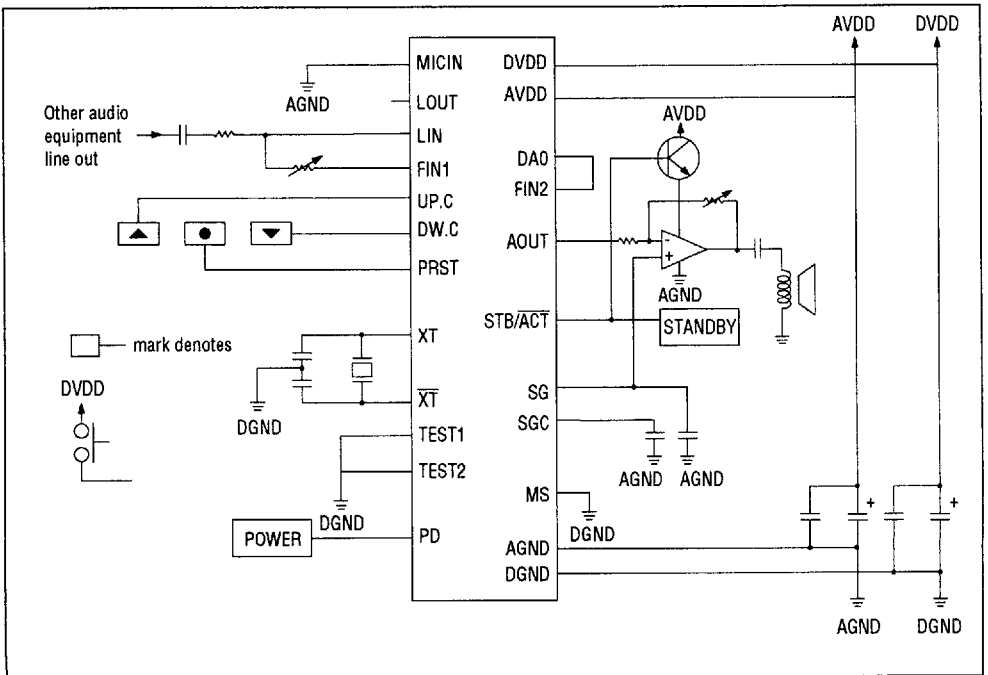 AVDD
DVDD
MICIN
DVDD
AGND
AVDD
LOUT
AVDD
Other audio
equipment
line out
LIN
DA0
FIN1
FIN2
UP.C
DW.C
AOUT
-
+
PRST
AGND
STB/ACT
STANDBY
XT
mark denotes
DVDD
SG
XT
DGND
SGC
TEST1
AGND
AGND
TEST2
MS
+
+
DGND
DGND
POWER
PD
AGND
DGND
AGND
DGND